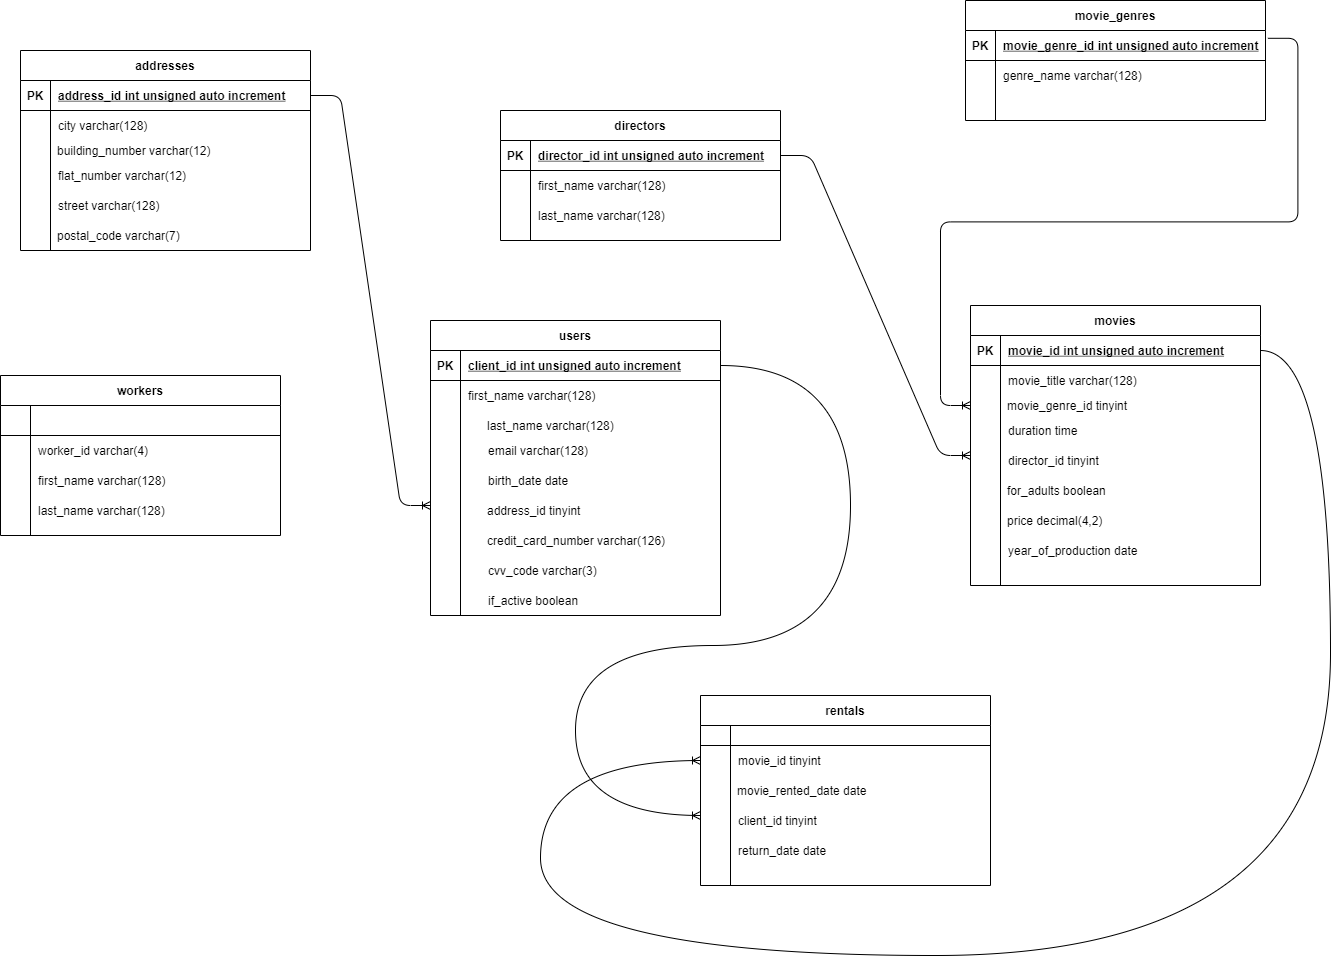 movie_genres
PK movie_genre_id int unsigned auto increment
genre_name varchar(128)
addresses
PK address_id int unsigned auto increment
city varchar(128)
building_number varchar(12)
flat_number varchar(12)
street varchar(128)
postal_code varchar(7)
directors
PK director_id int unsigned auto increment
first_name varchar(128)
last_name varchar(128)
users
PK client_id int unsigned auto increment
first_name varchar(128)
last_name varchar(128)
email varchar(128)
birth_date date
address_id tinyint
credit_card_number varchar(126)
cvv_code varchar(3)
if_active boolean
movies
PK movie_id int unsigned auto increment
movie_title varchar(128)
movie_genre_id tinyint
duration time
director_id tinyint
for_adults boolean
price decimal(4,2)
year_of_production date
workers
worker_id varchar(4)
first_name varchar(128)
last_name varchar(128)
rentals
movie_id tinyint
movie_rented_date date
client_id tinyint
return_date date